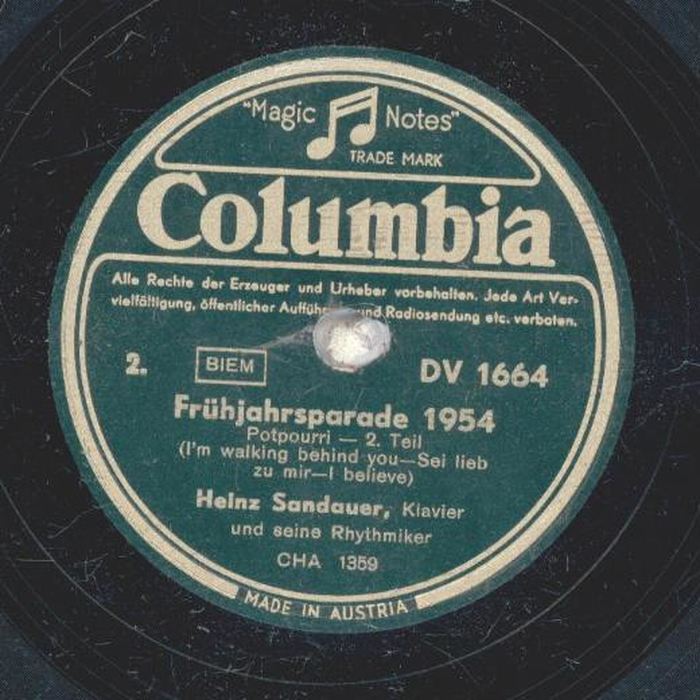 "Magic Notes"
TRADE MARK
Columbia
Alle Rechte der Erzeuger und Urheber vorbehalten. Jede Art Ver-
vielfältigung, öffentlicher Aufführ und Radiosendung etc. verboten.
2. BIEM DV 1664
Frühjahrsparade 1954
Potpourri — 2. Teil
(I'm walking behind you—Sei lieb
zu mir—I believe)
Heinz Sandauer, Klavier
und seine Rhythmiker
CHA 1359
MADE IN AUSTRIA